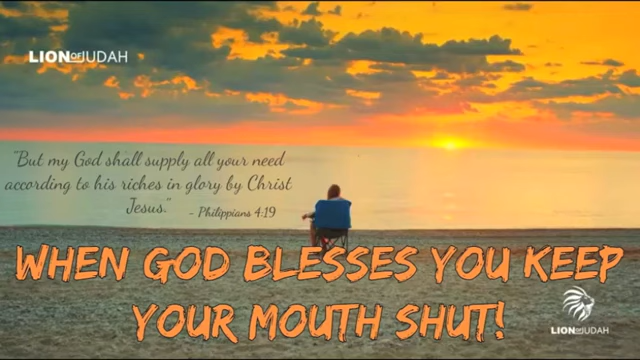 LION OF JUDAH
"But my God shall supply all your need
according to his riches in glory by Christ
Jesus."
- Philippians 4:19
WHEN GOD BLESSES YOU KEEP
YOUR MOUTH SHUT!
LION OF JUDAH